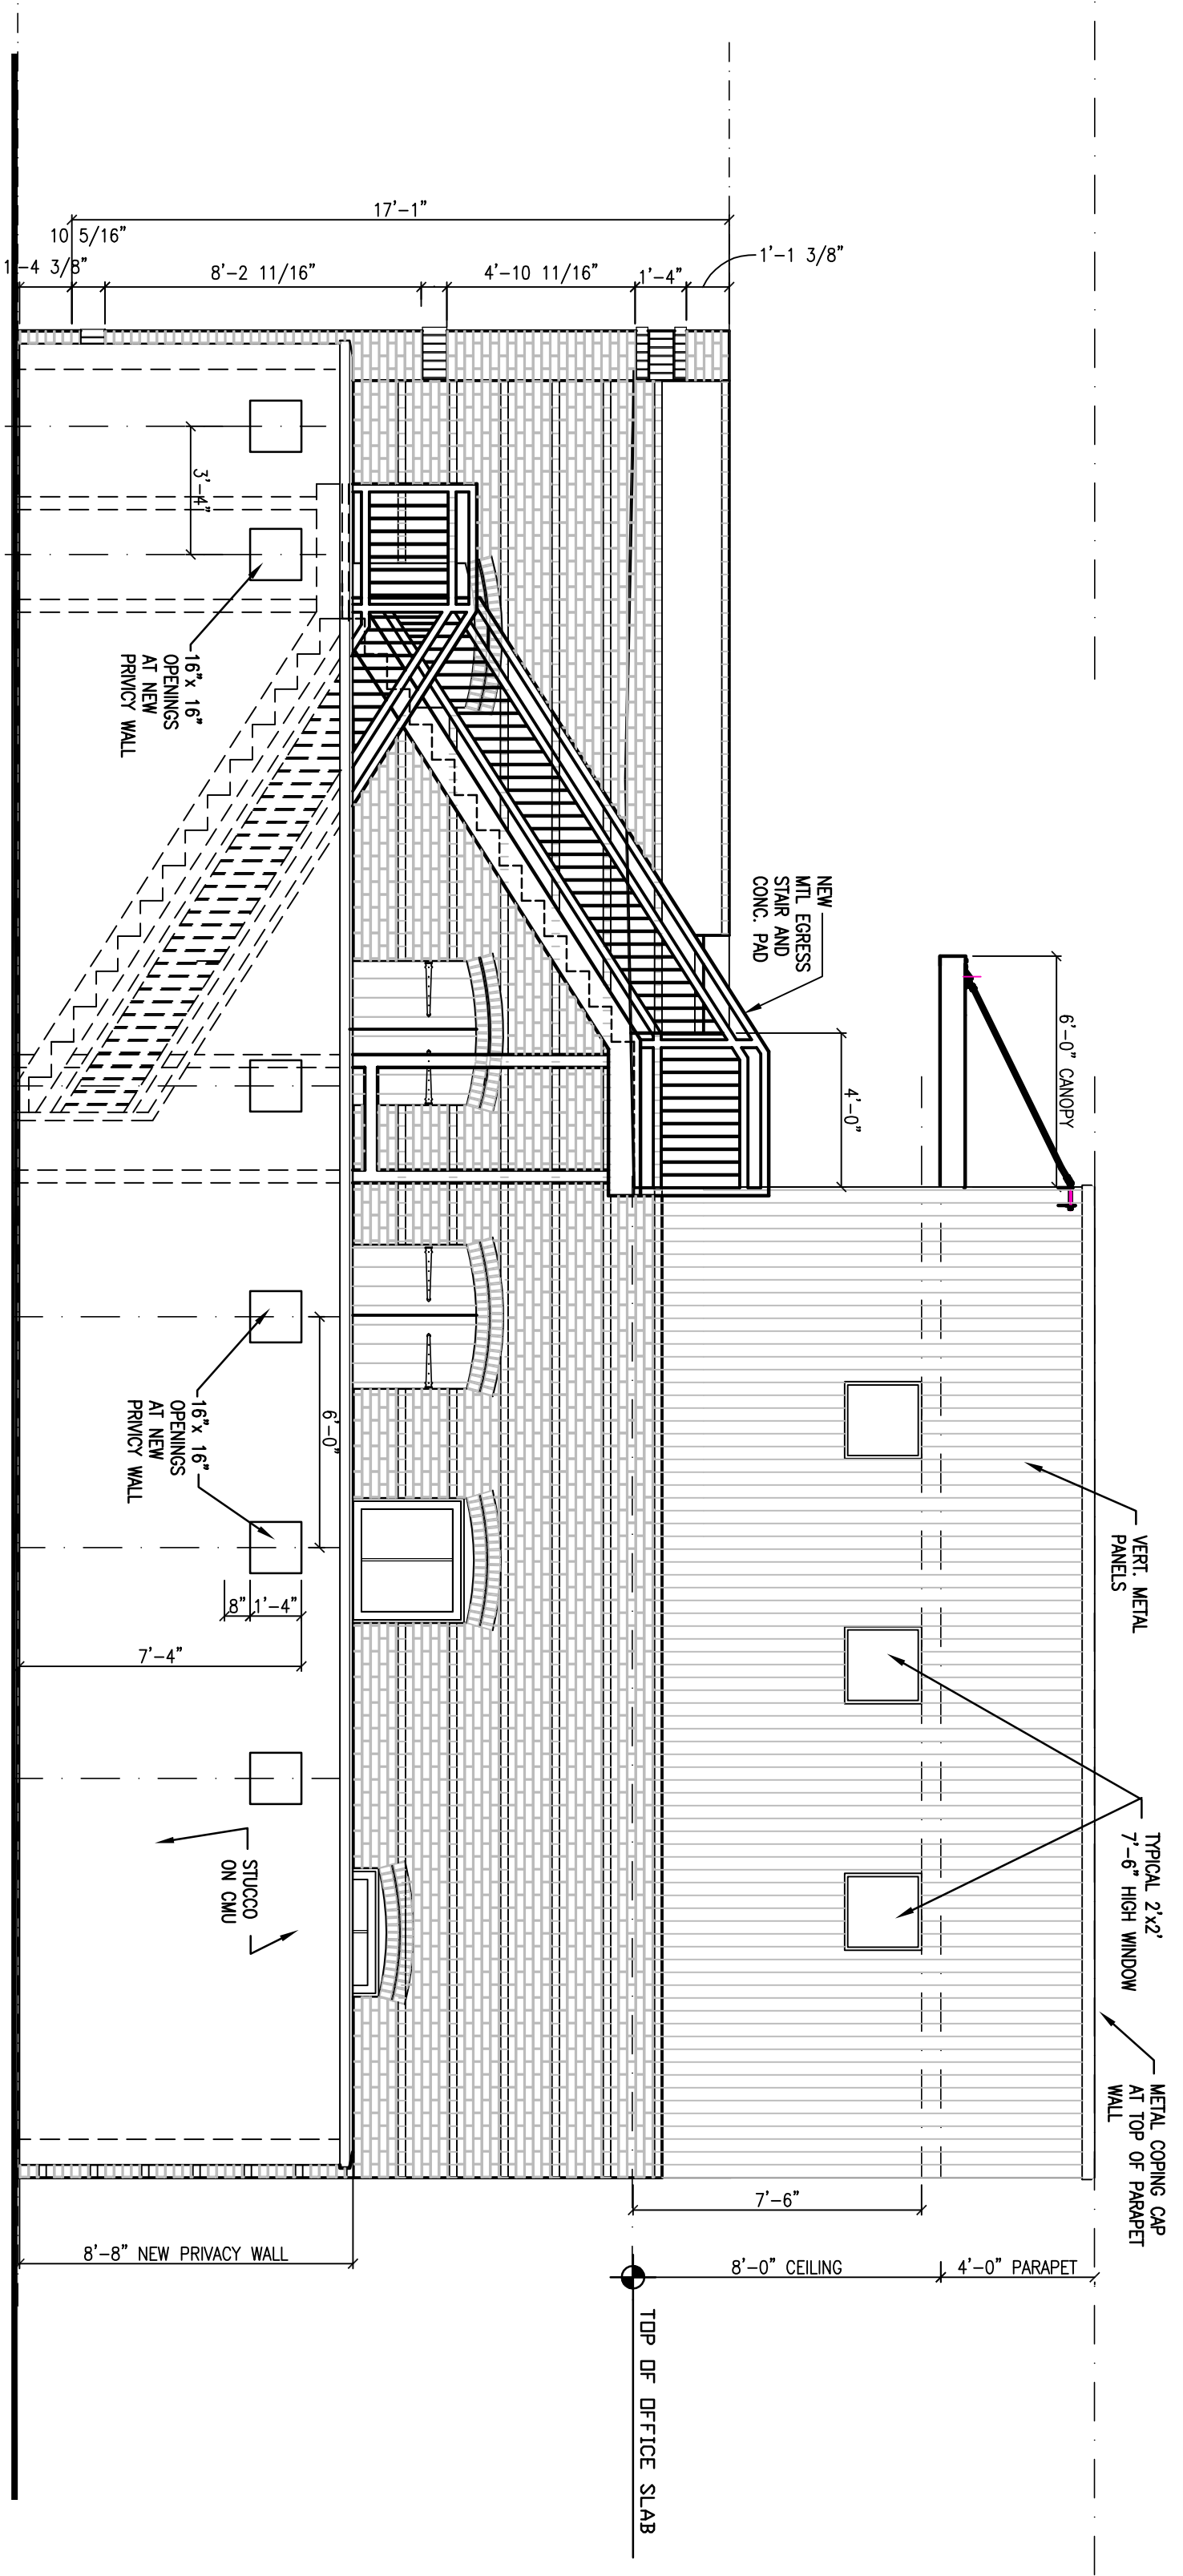 17'-1"
10 5/16"
1'-4 3/8"
8'-2 11/16"
4'-10 11/16"
1'-4"
1'-1 3/8"
3'-4"
16"x 16"
OPENINGS
AT NEW
PRIVICY WALL
NEW
MTL EGRESS
STAIR AND
CONC. PAD
6'-0" CANOPY
4'-0"
16"x 16"
OPENINGS
AT NEW
PRIVICY WALL
6'-0"
8"
1'-4"
7'-4"
VERT. METAL
PANELS
TYPICAL 2'x2'
7'-6" HIGH WINDOW
STUCCO
ON CMU
METAL COPING CAP
AT TOP OF PARAPET
WALL
7'-6"
8'-8" NEW PRIVACY WALL
8'-0" CEILING
4'-0" PARAPET
TOP OF OFFICE SLAB